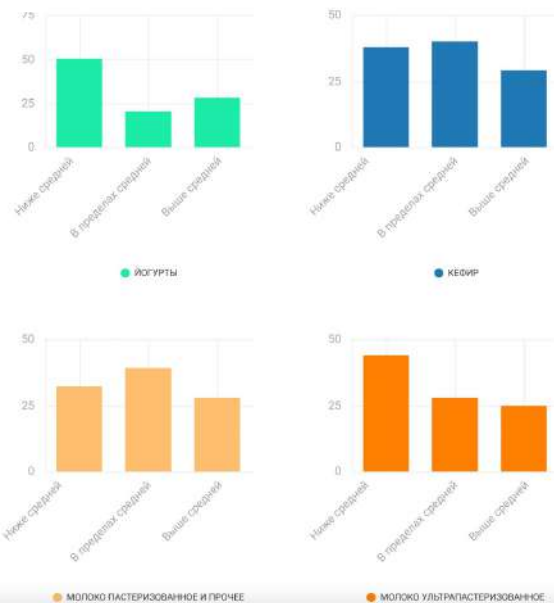 75
50
25
0
Ниже средней
В пределах средней
Выше средней
ЙОГУРТЫ
50
25
0
Ниже средней
В пределах средней
Выше средней
КЕФИР
50
25
0
Ниже средней
В пределах средней
Выше средней
МОЛОКО ПАСТЕРИЗОВАННОЕ И ПРОЧЕЕ
50
25
0
Ниже средней
В пределах средней
Выше средней
МОЛОКО УЛЬТРАПАСТЕРИЗОВАННОЕ